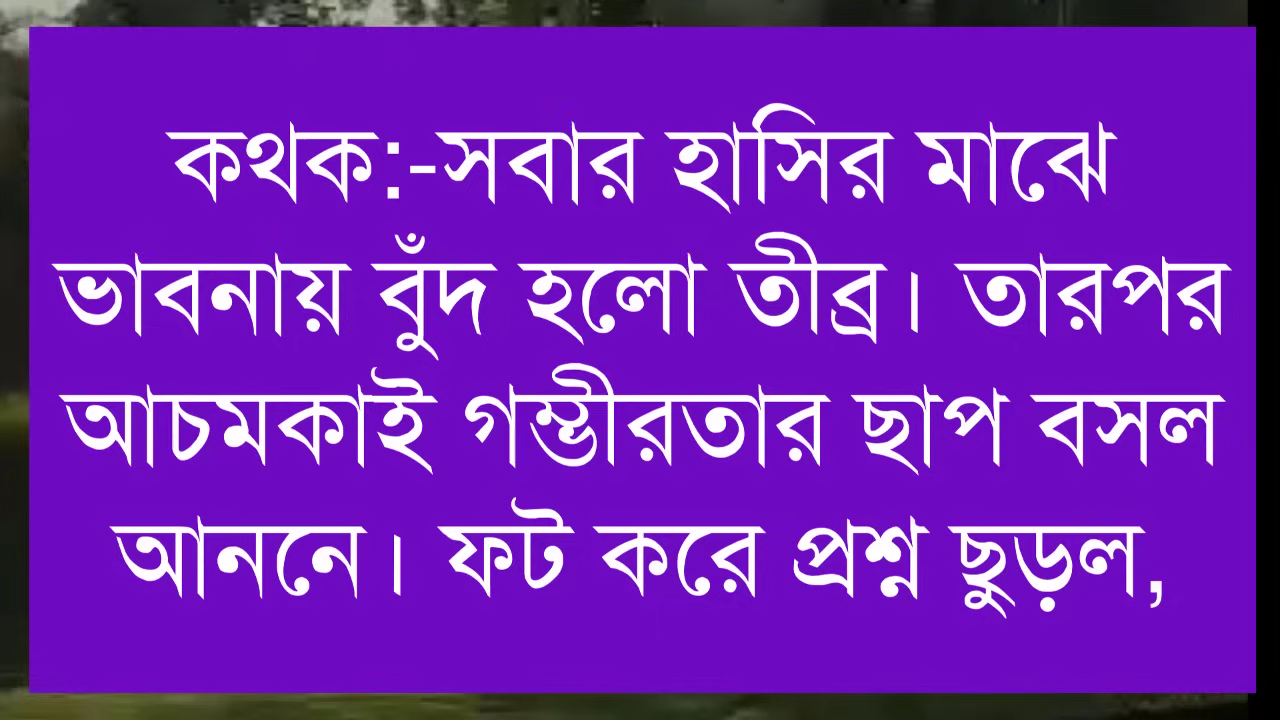 কথক:-সবার হাসির মাঝে
ভাবনায় বুঁদ হলো তীব্র। তারপর
আচমকাই গম্ভীরতার ছাপ বসল
আননে। ফট করে প্রশ্ন ছুড়ল,